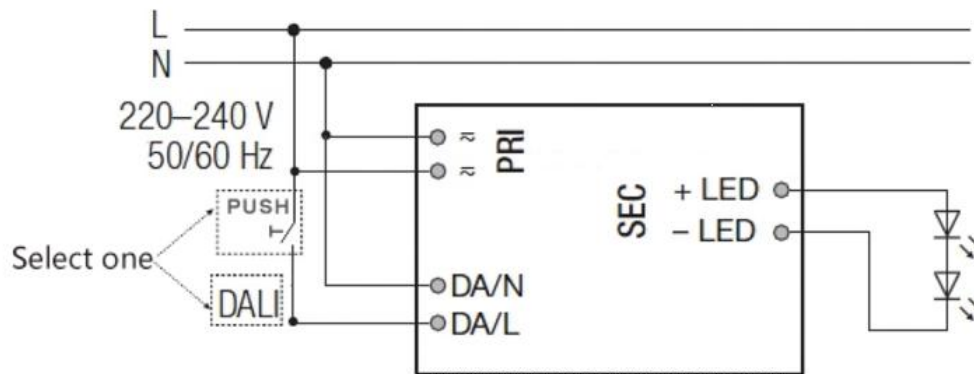 L
N
220–240 V
50/60 Hz
PUSH
Select one
DALI
PRI
SEC
+ LED
– LED
DA/N
DA/L